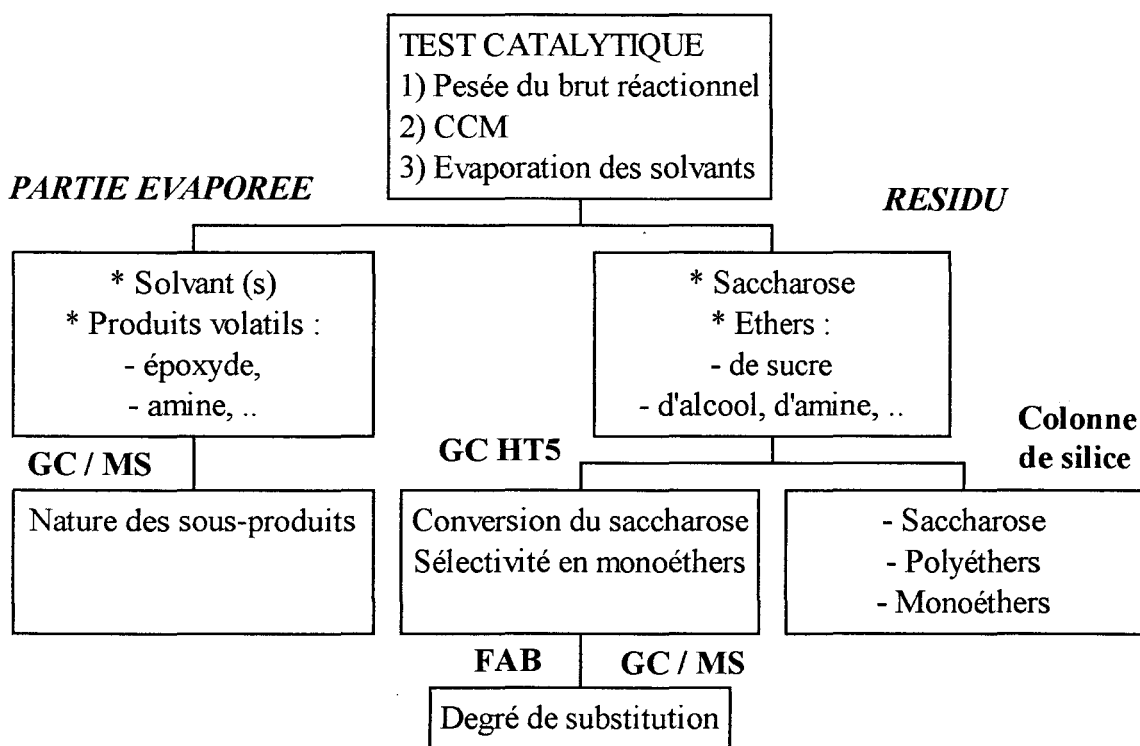 TEST CATALYTIQUE
1) Pesée du brut réactionnel
2) CCM
3) Evaporation des solvants
PARTIE EVAPOREE
RESIDU
* Solvant (s)
* Produits volatils :
- époxyde,
- amine, ..
* Saccharose
* Ethers :
- de sucre
- d'alcool, d'amine, ..
GC / MS
GC HT5
Colonne
de silice
Nature des sous-produits
Conversion du saccharose
Sélectivité en monoéthers
- Saccharose
- Polyéthers
- Monoéthers
FAB
GC / MS
Degré de substitution